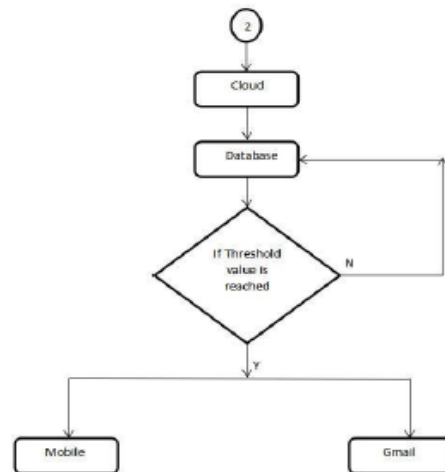 2
Cloud
Database
If Threshold
value is
reached
N
Y
Mobile
Gmail